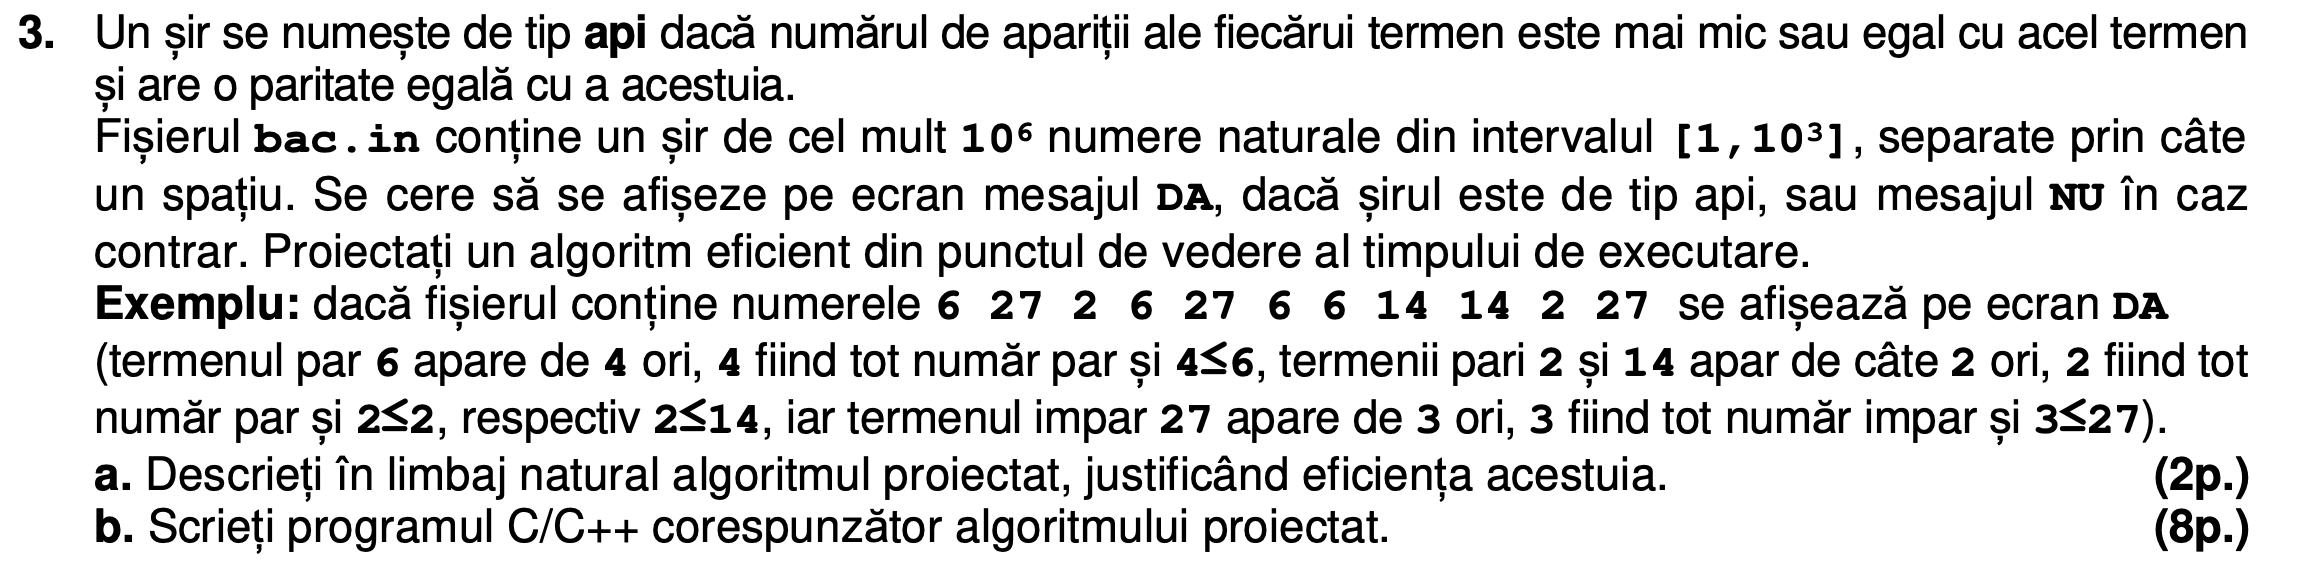 3. Un șir se numește de tip api dacă numărul de apariții ale fiecărui termen este mai mic sau egal cu acel termen
și are o paritate egală cu a acestuia.
Fișierul bac.in conține un șir de cel mult 10⁶ numere naturale din intervalul [1,10³], separate prin câte
un spațiu. Se cere să se afișeze pe ecran mesajul DA, dacă șirul este de tip api, sau mesajul NU în caz
contrar. Proiectați un algoritm eficient din punctul de vedere al timpului de executare.
Exemplu: dacă fișierul conține numerele 6 27 2 6 27 6 6 14 14 2 27 se afișează pe ecran DA
(termenul par 6 apare de 4 ori, 4 fiind tot număr par și 4≤6, termenii pari 2 și 14 apar de câte 2 ori, 2 fiind tot
număr par și 2≤2, respectiv 2≤14, iar termenul impar 27 apare de 3 ori, 3 fiind tot număr impar și 3≤27).
a. Descrieți în limbaj natural algoritmul proiectat, justificând eficiența acestuia. (2p.)
b. Scrieți programul C/C++ corespunzător algoritmului proiectat. (8p.)